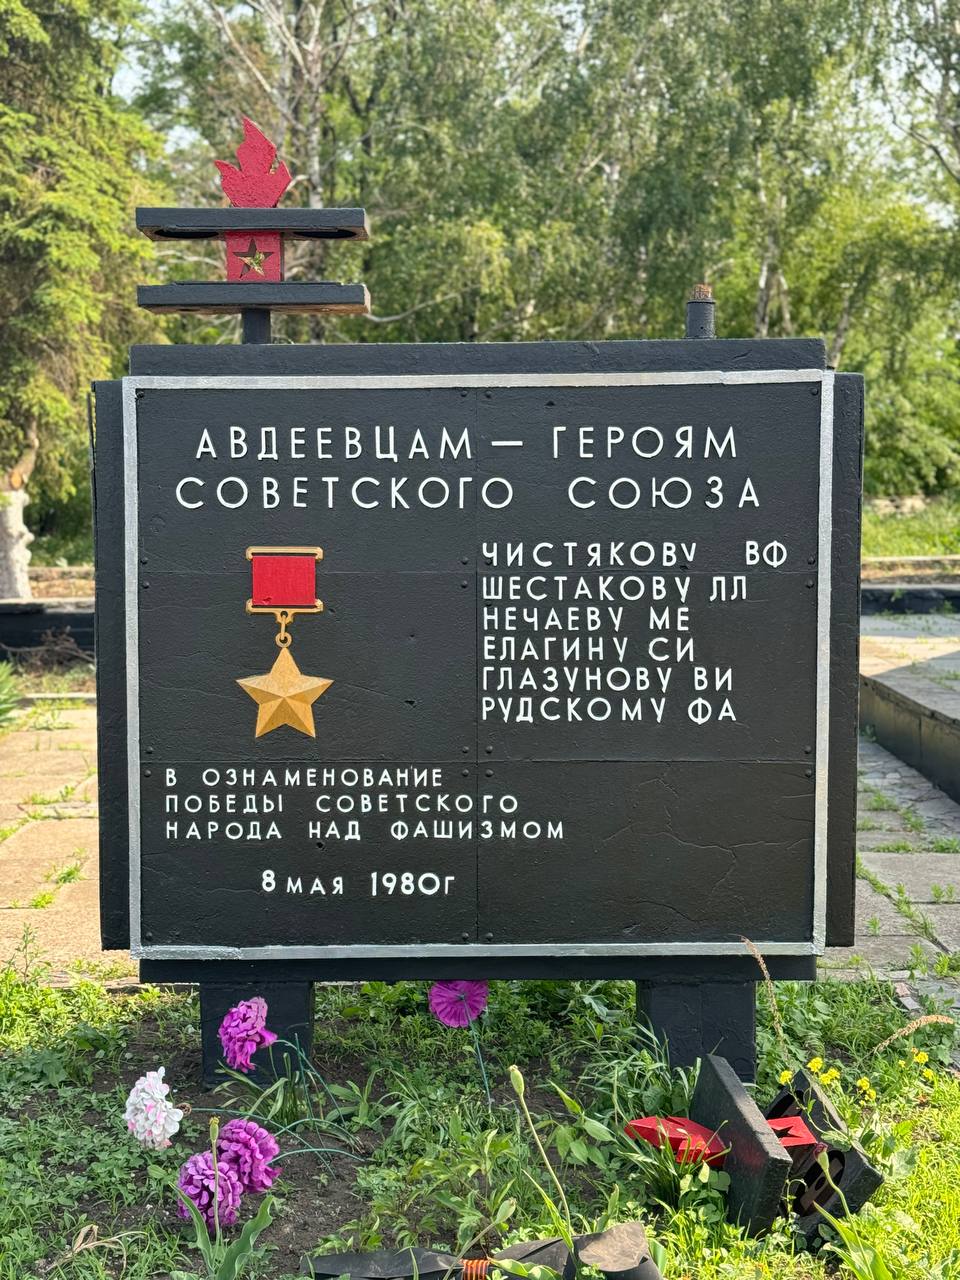 АВДЕЕВЦАМ — ГЕРОЯМ
СОВЕТСКОГО СОЮЗА
ЧИСТЯКОВУ ВФ
ШЕСТАКОВУ ЛЛ
НЕЧАЕВУ МЕ
ЕЛАГИНУ СИ
ГЛАЗУНОВУ ВИ
РУДСКОМУ ФА
В ОЗНАМЕНОВАНИЕ
ПОБЕДЫ СОВЕТСКОГО
НАРОДА НАД ФАШИЗМОМ
8 МАЯ 1980г